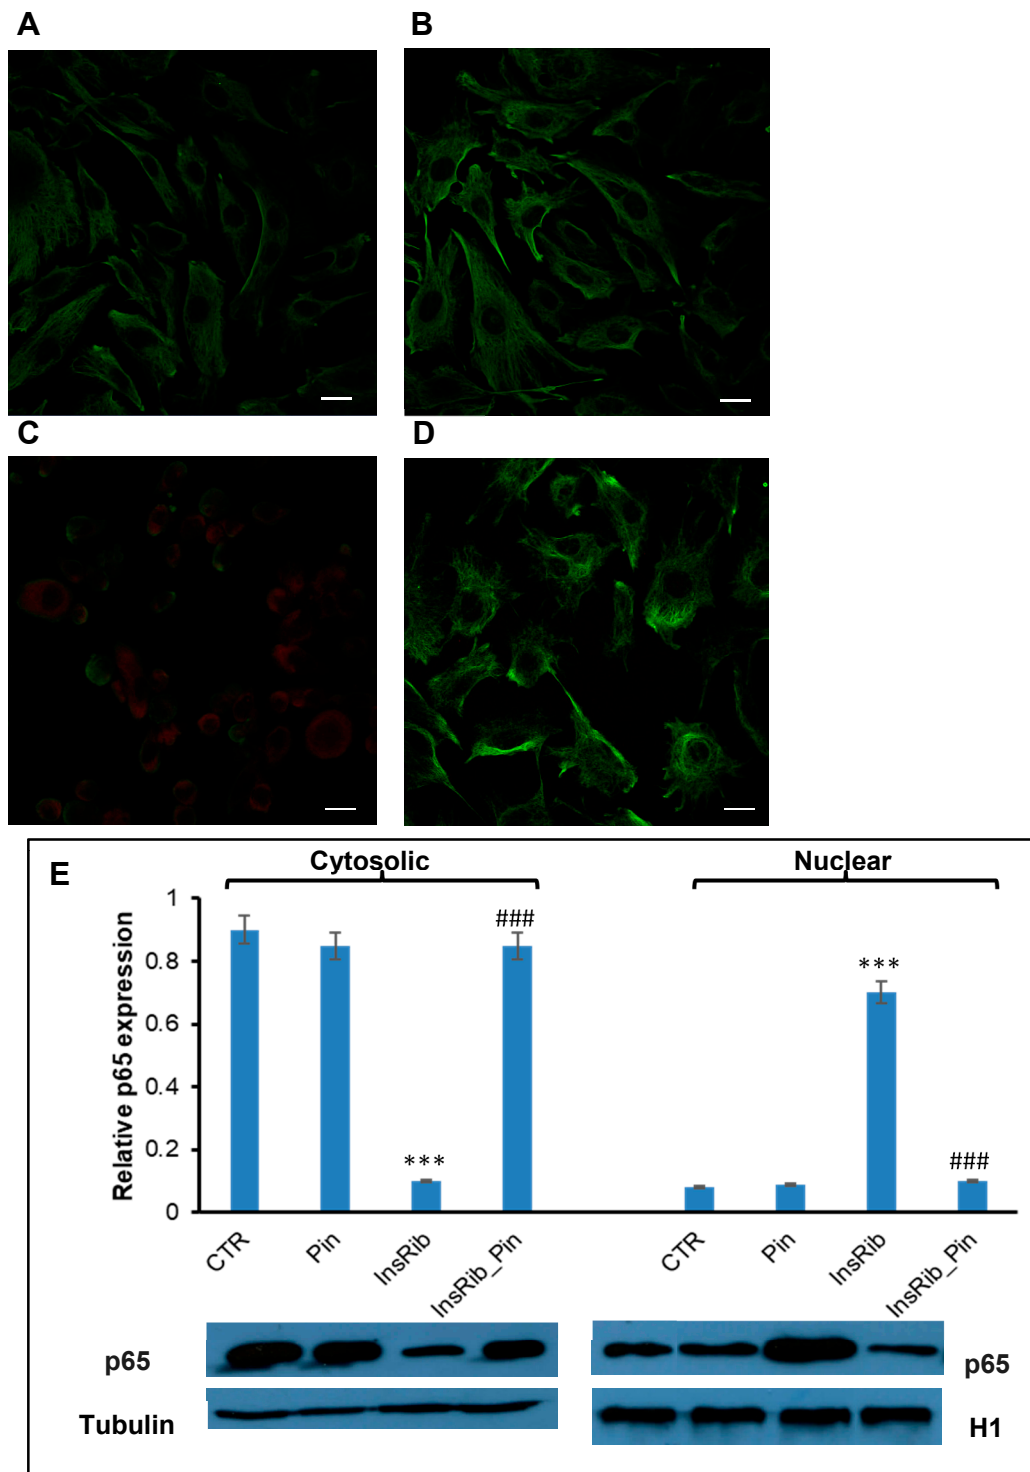 A
B
C
D
E
Cytosolic
Nuclear
Relative p65 expression
1
0.8
0.6
0.4
0.2
0
***
###
***
###
CTR
Pin
InsRib
InsRib_Pin
CTR
Pin
InsRib
InsRib_Pin
p65
p65
Tubulin
H1